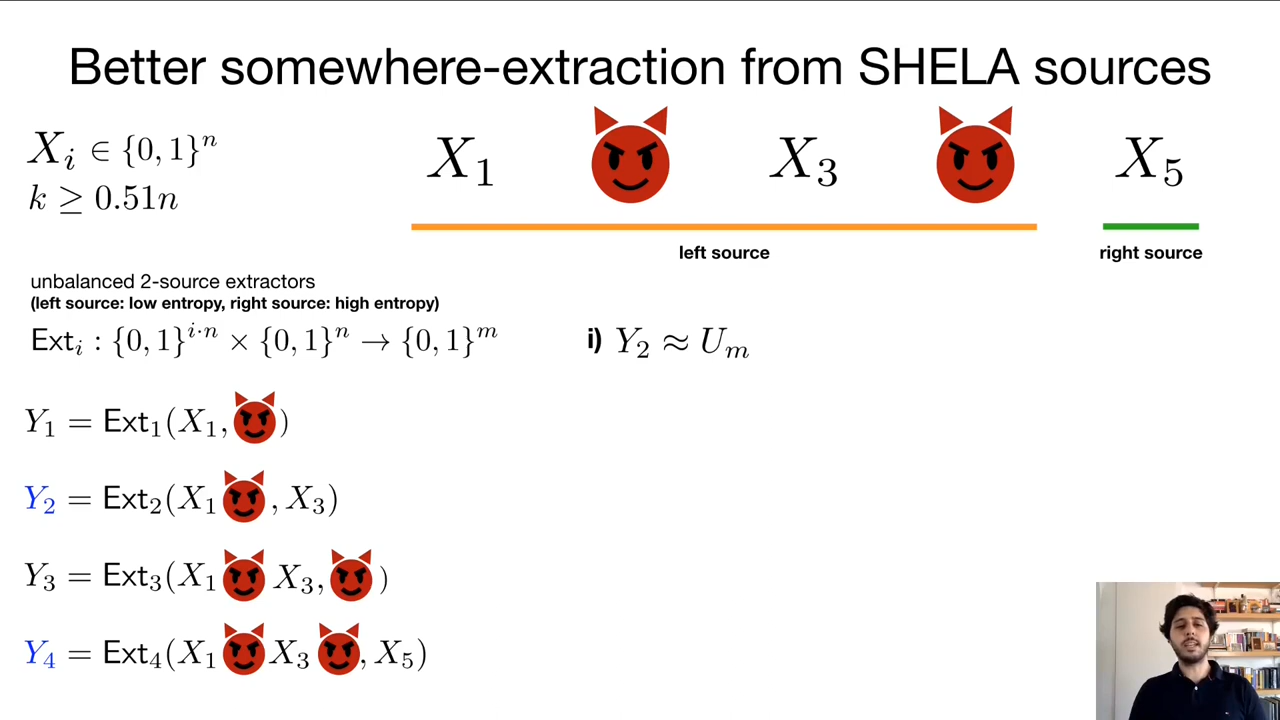 Better somewhere-extraction from SHELA sources
X_i ∈ {0, 1}^n
k ≥ 0.51n
X_1 X_3 X_5
left source
right source
unbalanced 2-source extractors
(left source: low entropy, right source: high entropy)
Ext_i : {0, 1}^{i·n} × {0, 1}^n → {0, 1}^m
i) Y_2 ≈ U_m
Y_1 = Ext_1(X_1, )
Y_2 = Ext_2(X_1 , X_3)
Y_3 = Ext_3(X_1 X_3, )
Y_4 = Ext_4(X_1 X_3 , X_5)